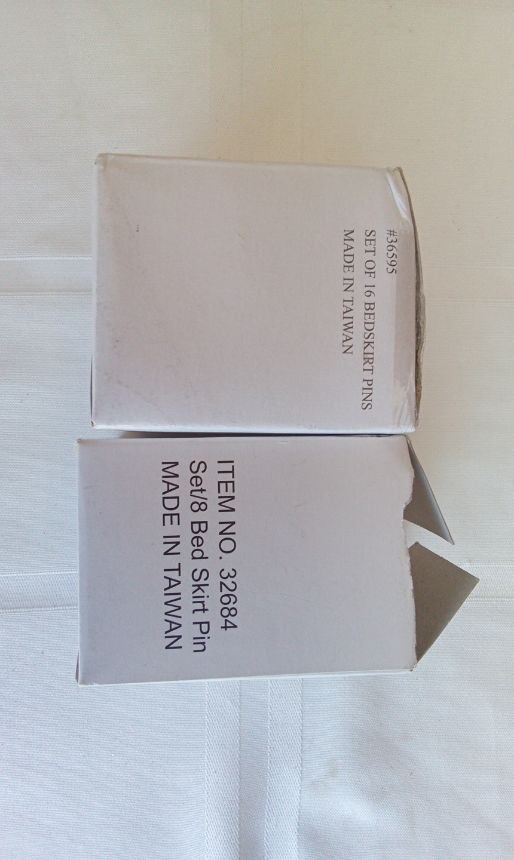 #36595
SET OF 16 BEDSKIRT PINS
MADE IN TAIWAN
ITEM NO. 32684
Set/8 Bed Skirt Pin
MADE IN TAIWAN